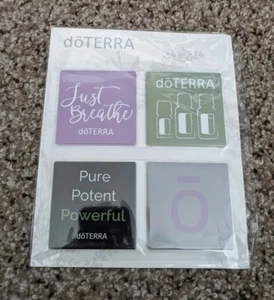 dōTERRA
Just
Breathe
dōTERRA
dōTERRA
Pure
Potent
Powerful
dōTERRA
ō